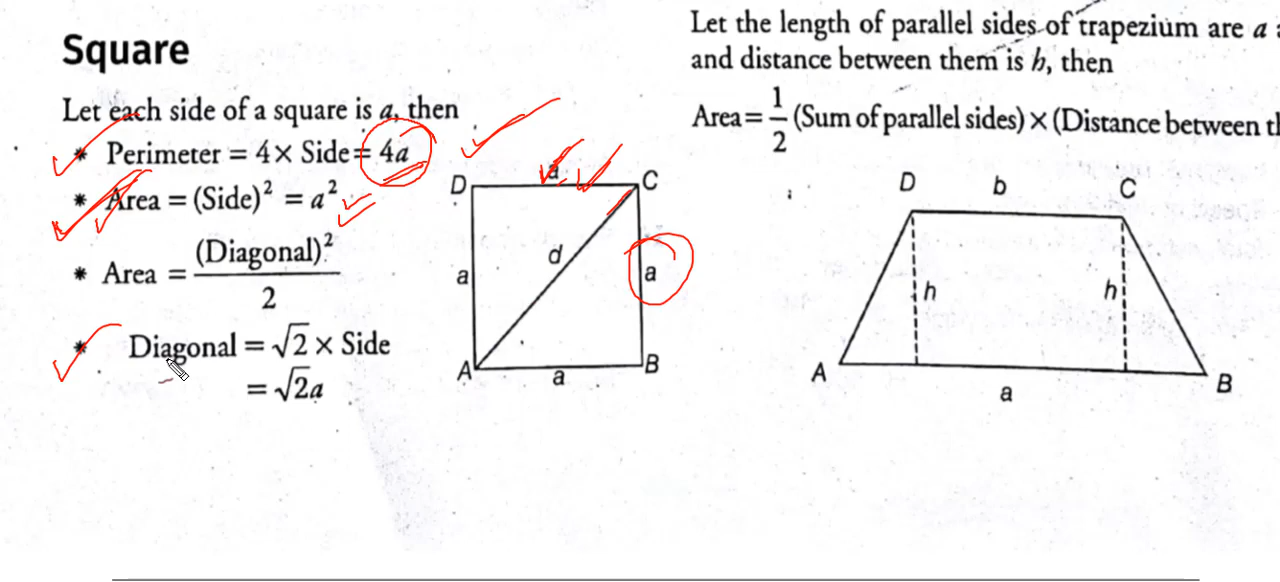 Square
Let each side of a square is a, then
* Perimeter = 4 × Side = 4a
* Area = (Side)² = a²
* Area = (Diagonal)² / 2
* Diagonal = √2 × Side
= √2a
D a C
d
a a
A a B
Let the length of parallel sides of trapezium are a
and distance between them is h, then
Area = 1/2 (Sum of parallel sides) × (Distance between
D b C
h h
A a B